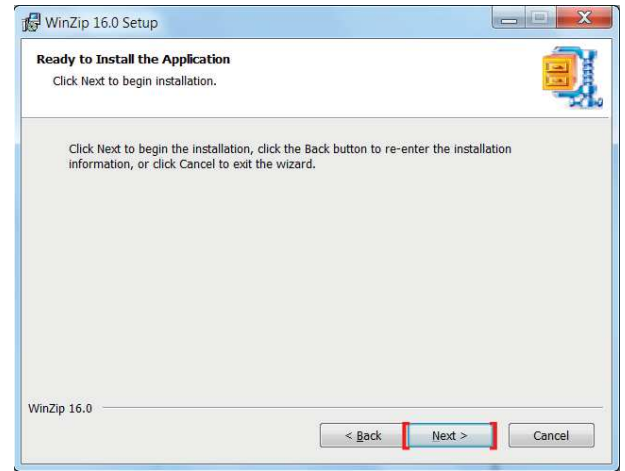 WinZip 16.0 Setup
Ready to Install the Application
Click Next to begin installation.
Click Next to begin the installation, click the Back button to re-enter the installation
information, or click Cancel to exit the wizard.
WinZip 16.0
< Back Next > Cancel